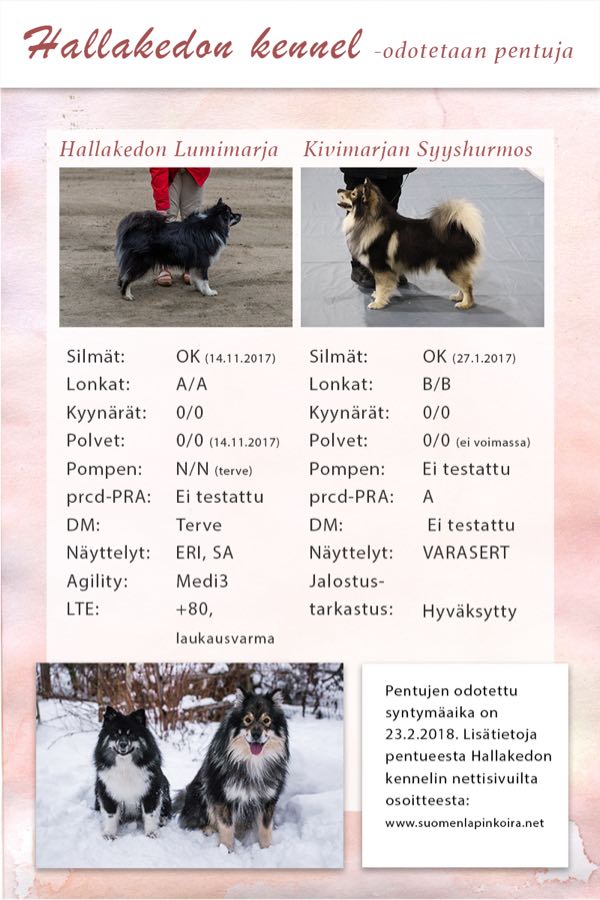 Hallakedon kennel -odotetaan pentuja
Hallakedon Lumimarja
Silmät: OK (14.11.2017)
Lonkat: A/A
Kyynärät: 0/0
Polvet: 0/0 (14.11.2017)
Pompen: N/N (terve)
prcd-PRA: Ei testattu
DM: Terve
Näyttelyt: ERI, SA
Agility: Medi3
LTE: +80,
laukausvarma
Kivimarjan Syyshurmos
Silmät: OK (27.1.2017)
Lonkat: B/B
Kyynärät: 0/0
Polvet: 0/0 (ei voimassa)
Pompen: Ei testattu
prcd-PRA: A
DM: Ei testattu
Näyttelyt: VARASERT
Jalostus-
tarkastus: Hyväksytty
Pentujen odotettu
syntymäaika on
23.2.2018. Lisätietoja
pentueesta Hallakedon
kennelin nettisivuilta
osoitteesta:
www.suomenlapinkoira.net